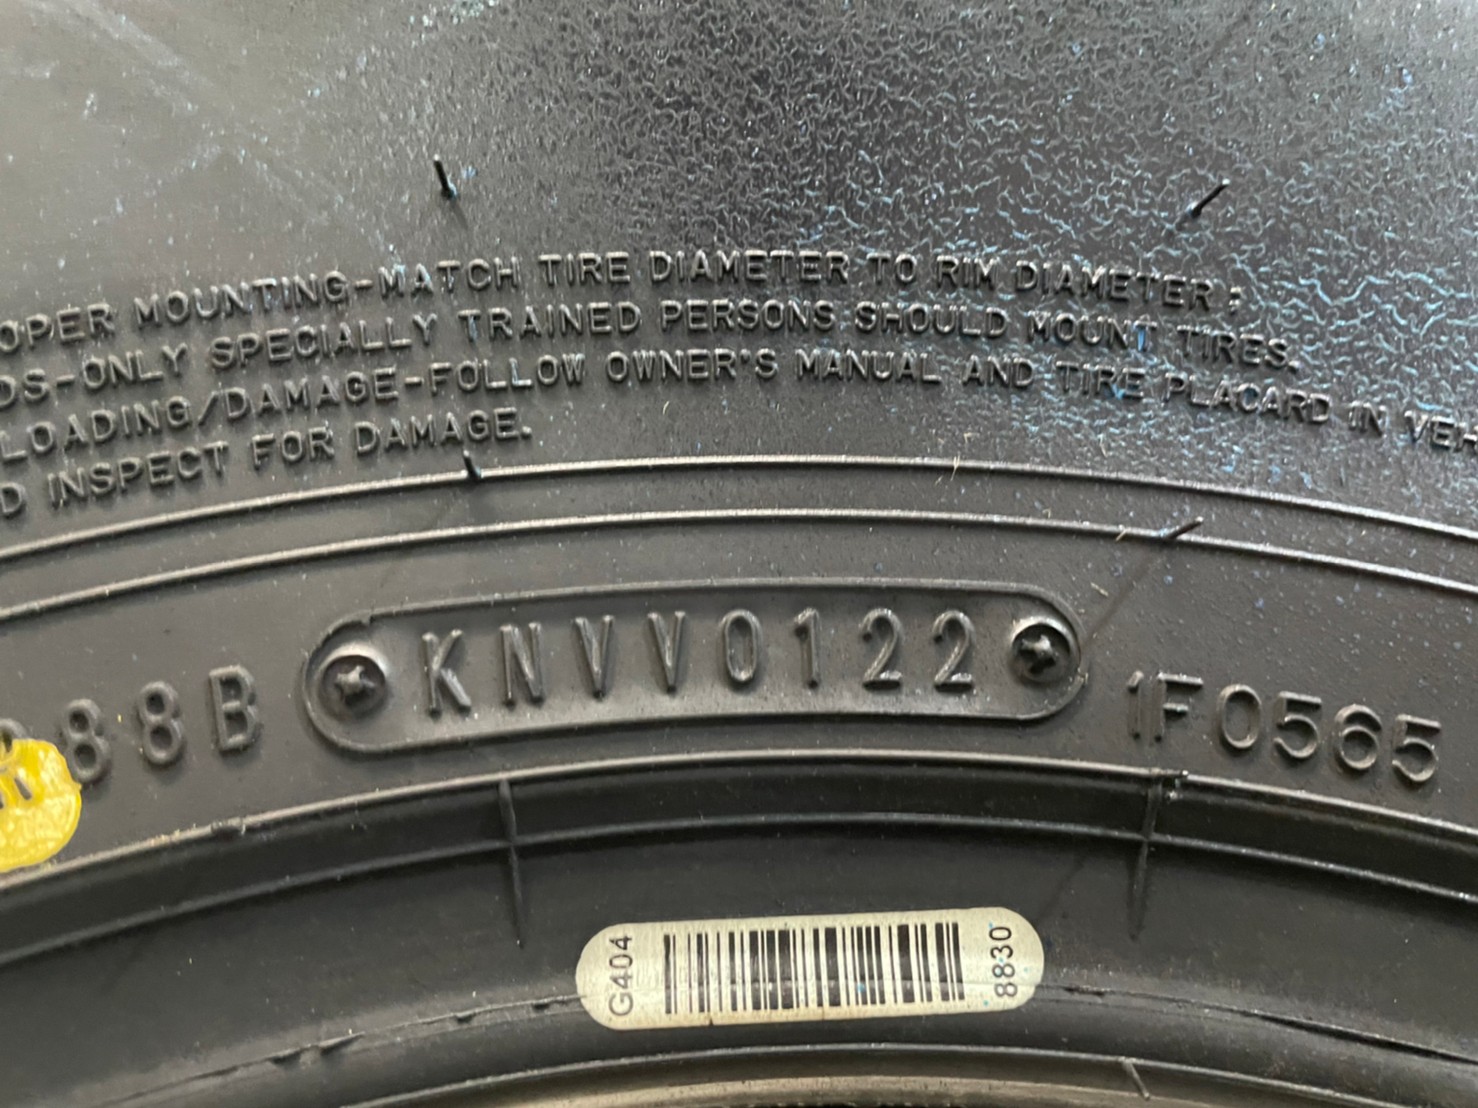 OPER MOUNTING-MATCH TIRE DIAMETER TO RIM DIAMETER;
DS-ONLY SPECIALLY TRAINED PERSONS SHOULD MOUNT TIRES.
LOADING/DAMAGE-FOLLOW OWNER'S MANUAL AND TIRE PLACARD IN VEH
D INSPECT FOR DAMAGE.
88B KNVV0122 1F0565
G404 8830